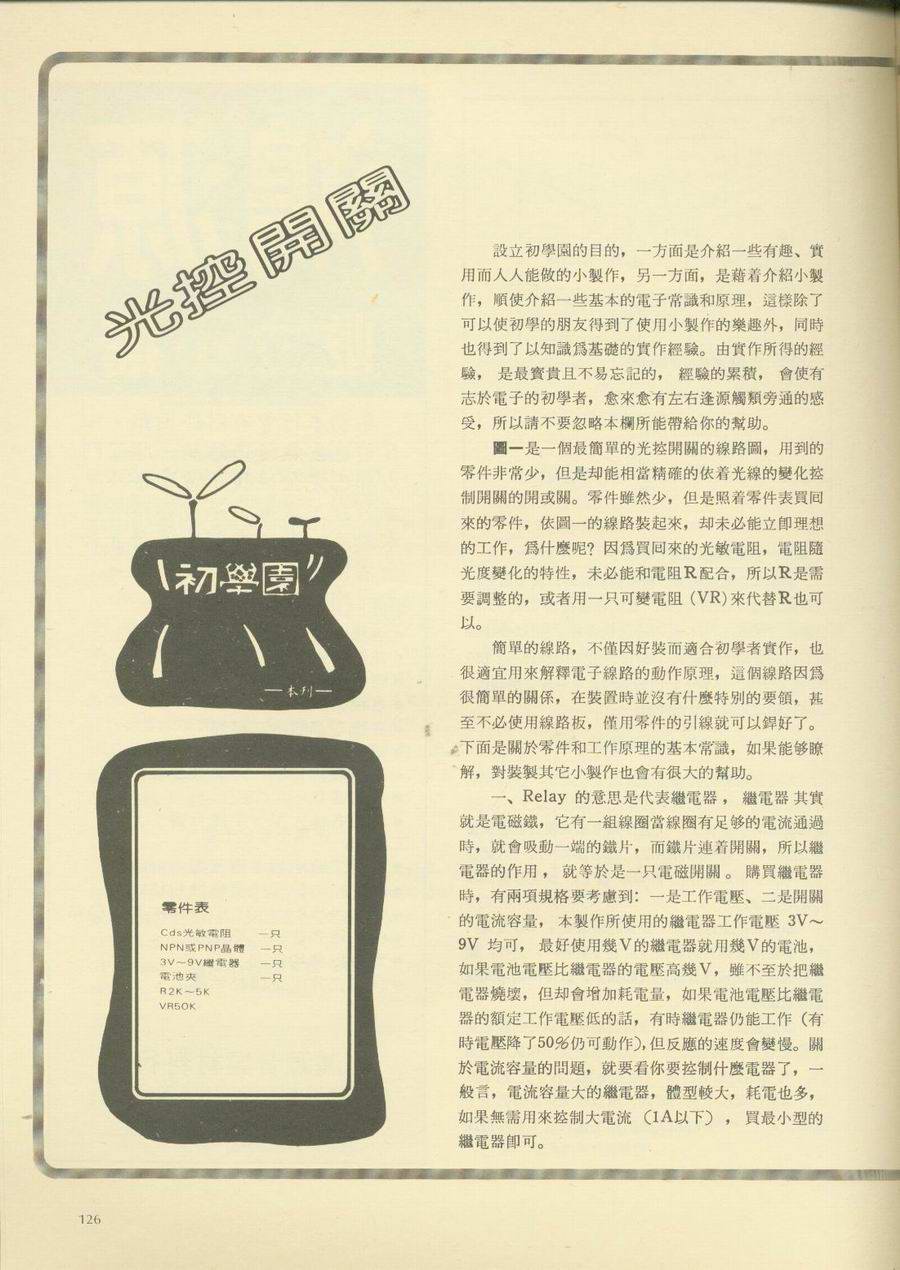 光控開關
初學園
—本刊—
零件表
Cds光敏電阻 一只
NPN或PNP晶體 一只
3V～9V繼電器 一只
電池夾 一只
R2K～5K
VR50K
設立初學園的目的，一方面是介紹一些有趣、實
用而人人能做的小製作，另一方面，是藉着介紹小製
作，順使介紹一些基本的電子常識和原理，這樣除了
可以使初學的朋友得到了使用小製作的樂趣外，同時
也得到了以知識爲基礎的實作經驗。由實作所得的經
驗， 是最寶貴且不易忘記的， 經驗的累積， 會使有
志於電子的初學者，愈來愈有左右逢源觸類旁通的感
受，所以請不要忽略本欄所能帶給你的幫助。
圖一是一個最簡單的光控開關的線路圖，用到的
零件非常少，但是却能相當精確的依着光線的變化控
制開關的開或關。零件雖然少，但是照着零件表買回
來的零件，依圖一的線路裝起來，却未必能立卽理想
的工作，爲什麼呢？因爲買回來的光敏電阻，電阻隨
光度變化的特性，未必能和電阻R配合，所以R是需
要調整的，或者用一只可變電阻 (VR)來代替R也可
以。
簡單的線路，不僅因好裝而適合初學者實作，也
很適宜用來解釋電子線路的動作原理，這個線路因爲
很簡單的關係，在裝置時並沒有什麼特別的要領，甚
至不必使用線路板，僅用零件的引線就可以銲好了。
下面是關於零件和工作原理的基本常識，如果能够瞭
解，對裝製其它小製作也會有很大的幫助。
一、Relay 的意思是代表繼電器， 繼電器其實
就是電磁鐵，它有一組線圈當線圈有足够的電流通過
時，就會吸動一端的鐵片，而鐵片連着開關，所以繼
電器的作用， 就等於是一只電磁開關。 購買繼電器
時，有兩項規格要考慮到：一是工作電壓、二是開關
的電流容量， 本製作所使用的繼電器工作電壓 3V～
9V 均可， 最好使用幾V的繼電器就用幾V的電池，
如果電池電壓比繼電器的電壓高幾V，雖不至於把繼
電器燒壞，但却會增加耗電量，如果電池電壓比繼電
器的額定工作電壓低的話，有時繼電器仍能工作（有
時電壓降了50％仍可動作），但反應的速度會變慢。關
於電流容量的問題，就要看你要控制什麼電器了，一
般言，電流容量大的繼電器，體型較大，耗電也多，
如果無需用來控制大電流（1A以下）， 買最小型的
繼電器卽可。
126